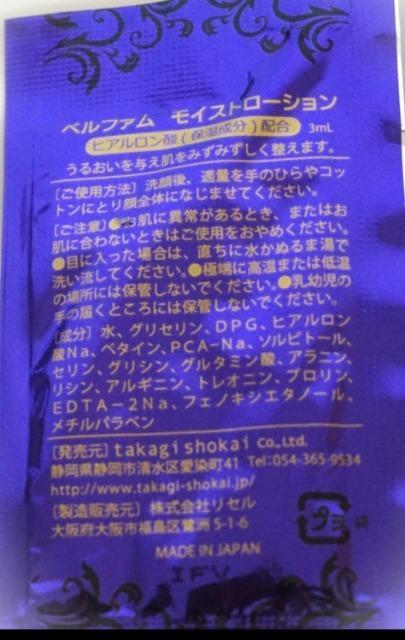 ベルファム　モイストローション
ヒアルロン酸(保湿成分)配合　3mL
うるおいを与え肌をみずみずしく整えます。
〔ご使用方法〕洗顔後、適量を手のひらやコッ
トンにとり顔全体になじませてください。
〔ご注意〕●お肌に異常があるとき、またはお
肌に合わないときはご使用をおやめください。
●目に入った場合は、直ちに水かぬるま湯で
洗い流してください。●極端に高温または低温
の場所には保管しないでください。●乳幼児の
手の届くところには保管しないでください。
〔成分〕水、グリセリン、DPG、ヒアルロン
酸Na、ベタイン、PCA-Na、ソルビトール、
セリン、グリシン、グルタミン酸、アラニン、
リシン、アルギニン、トレオニン、プロリン、
EDTA-2Na、フェノキシエタノール、
メチルパラベン
〔発売元〕takagi shokai Co.,Ltd.
静岡県静岡市清水区愛染町41　Tel:054-365-9534
http://www.takagi-shokai.jp/
〔製造販売元〕株式会社リセル
大阪府大阪市福島区鷺洲5-1-6
プラ 袋
MADE IN JAPAN
IFV